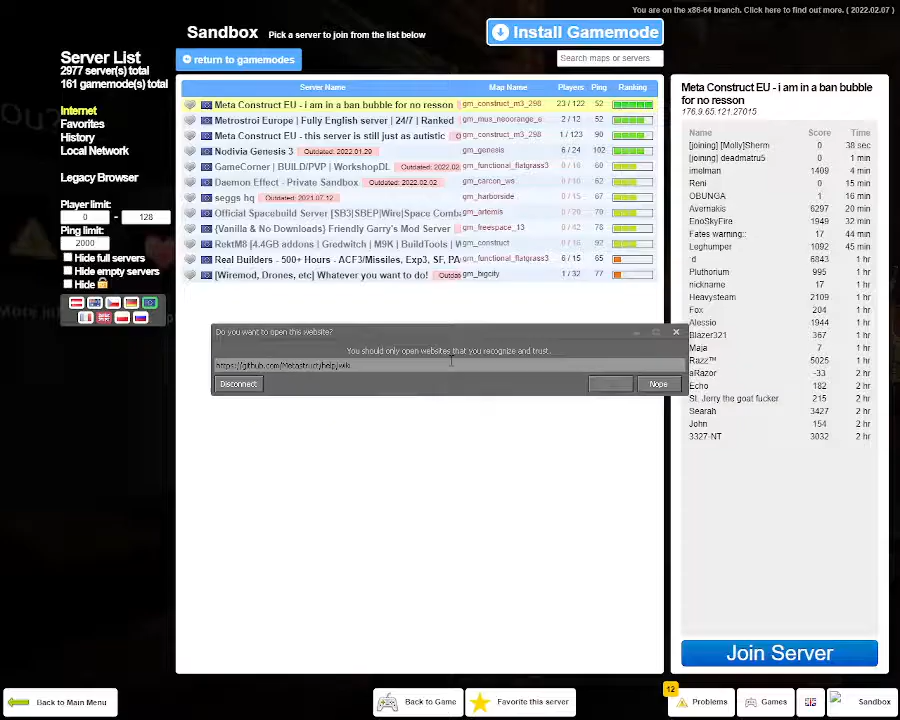 You are on the x86-64 branch. Click here to find out more. ( 2022.02.07 )
Sandbox Pick a server to join from the list below
Install Gamemode
Server List
2977 server(s) total
161 gamemode(s) total
return to gamemodes
Search maps or servers
Internet
Favorites
History
Local Network
Legacy Browser
Player limit:
0 - 128
Ping limit:
2000
Hide full servers
Hide empty servers
Hide
Server Name Map Name Players Ping Ranking
Meta Construct EU - i am in a ban bubble for no resson gm_construct_m3_298 23 / 122 52
Metrostroi Europe | Fully English server | 24/7 | Ranked gm_mus_neoorange_e 2 / 12 52
Meta Construct EU - this server is still just as autistic gm_construct_m3_298 1 / 123 90
Nodivia Genesis 3 Outdated: 2022.01.29 gm_genesis 6 / 24 102
GameCorner | BUILD/PVP | WorkshopDL Outdated: 2022.02 gm_functional_flatgrass3 0 / 16 60
Daemon Effect - Private Sandbox Outdated: 2022.02.02 gm_carcon_ws 62
seggs hq Outdated: 2021.07.12 gm_harborside 0 / 15 67
Official Spacebuild Server [SB3|SBEP|Wire|Space Comba gm_artemis 0 / 20 70
{Vanilla & No Downloads} Friendly Garry's Mod Server gm_freespace_13 0 / 42 78
RektM8 [4.4GB addons | Gredwitch | M9K | BuildTools | W gm_construct 0 / 16 92
Real Builders - 500+ Hours - ACF3/Missiles, Exp3, SF, PA gm_functional_flatgrass3 6 / 15 65
[Wiremod, Drones, etc] Whatever you want to do! Outdat gm_bigcity 1 / 32 77
Do you want to open this website?
You should only open websites that you recognize and trust.
https://github.com/Metastruct/help/wiki
Disconnect
Nope
Meta Construct EU - i am in a ban bubble
for no resson
176.9.65.121:27015
Name Score Time
[joining] [Molly]Sherm 0 38 sec
[joining] deadmatru5 0 1 min
imelman 1409 4 min
Reni 0 15 min
OBUNGA 1 16 min
Avernakis 6297 20 min
EnoSkyFire 1949 32 min
Fates warning:: 17 44 min
Leghumper 1092 45 min
:d 6843 1 hr
Pluthorium 995 1 hr
nickname 17 1 hr
Heavysteam 2109 1 hr
Fox 204 1 hr
Alessio 1944 1 hr
Blazer321 367 1 hr
Maja 7 1 hr
Razz™ 5025 1 hr
aRazor -33 2 hr
Echo 182 2 hr
St. Jerry the goat fucker 215 2 hr
Searah 3427 2 hr
John 154 2 hr
3327-NT 3032 2 hr
Join Server
Back to Main Menu
Back to Game
Favorite this server
12
Problems
Games
Sandbox